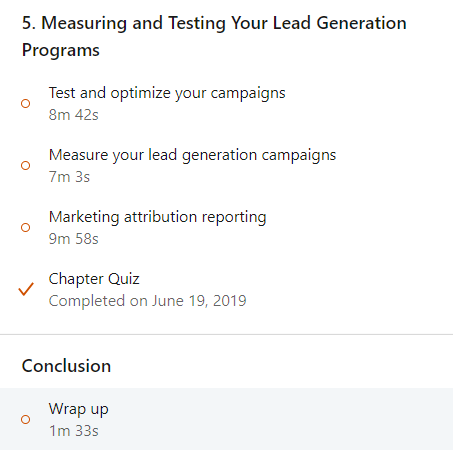 5. Measuring and Testing Your Lead Generation
Programs
Test and optimize your campaigns
8m 42s
Measure your lead generation campaigns
7m 3s
Marketing attribution reporting
9m 58s
Chapter Quiz
Completed on June 19, 2019
Conclusion
Wrap up
1m 33s